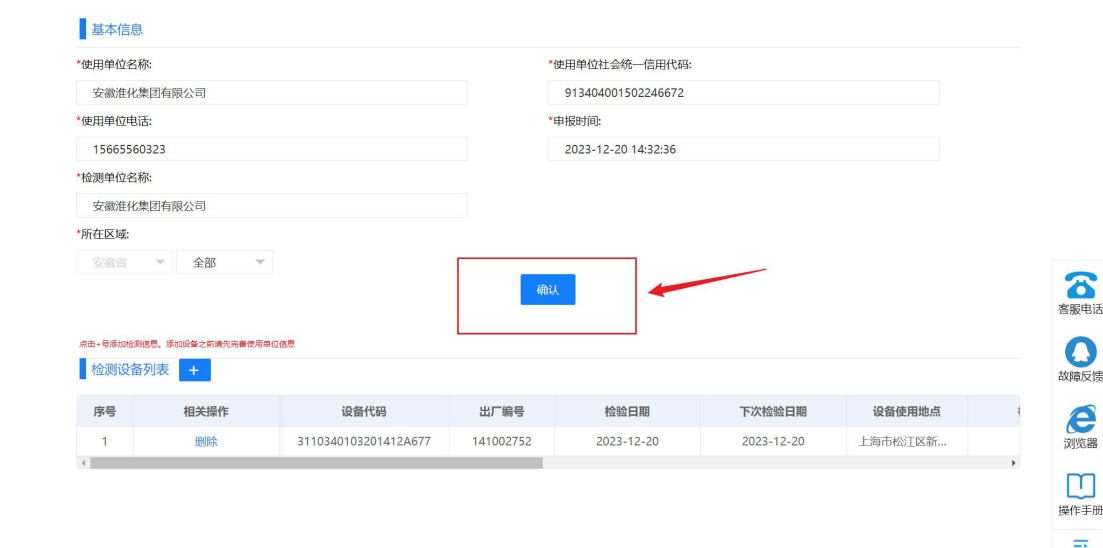 基本信息
*使用单位名称:
*使用单位社会统一信用代码:
安徽淮化集团有限公司
913404001502246672
*使用单位电话:
*申报时间:
15665560323
2023-12-20 14:32:36
*检测单位名称:
安徽淮化集团有限公司
*所在区域:
安徽省 全部
确认
点击+号添加检测信息。添加设备之前请先完善使用单位信息
检测设备列表 +
序号 相关操作 设备代码 出厂编号 检验日期 下次检验日期 设备使用地点
1 删除 3110340103201412A677 141002752 2023-12-20 2023-12-20 上海市松江区新...
客服电话
故障反馈
浏览器
操作手册